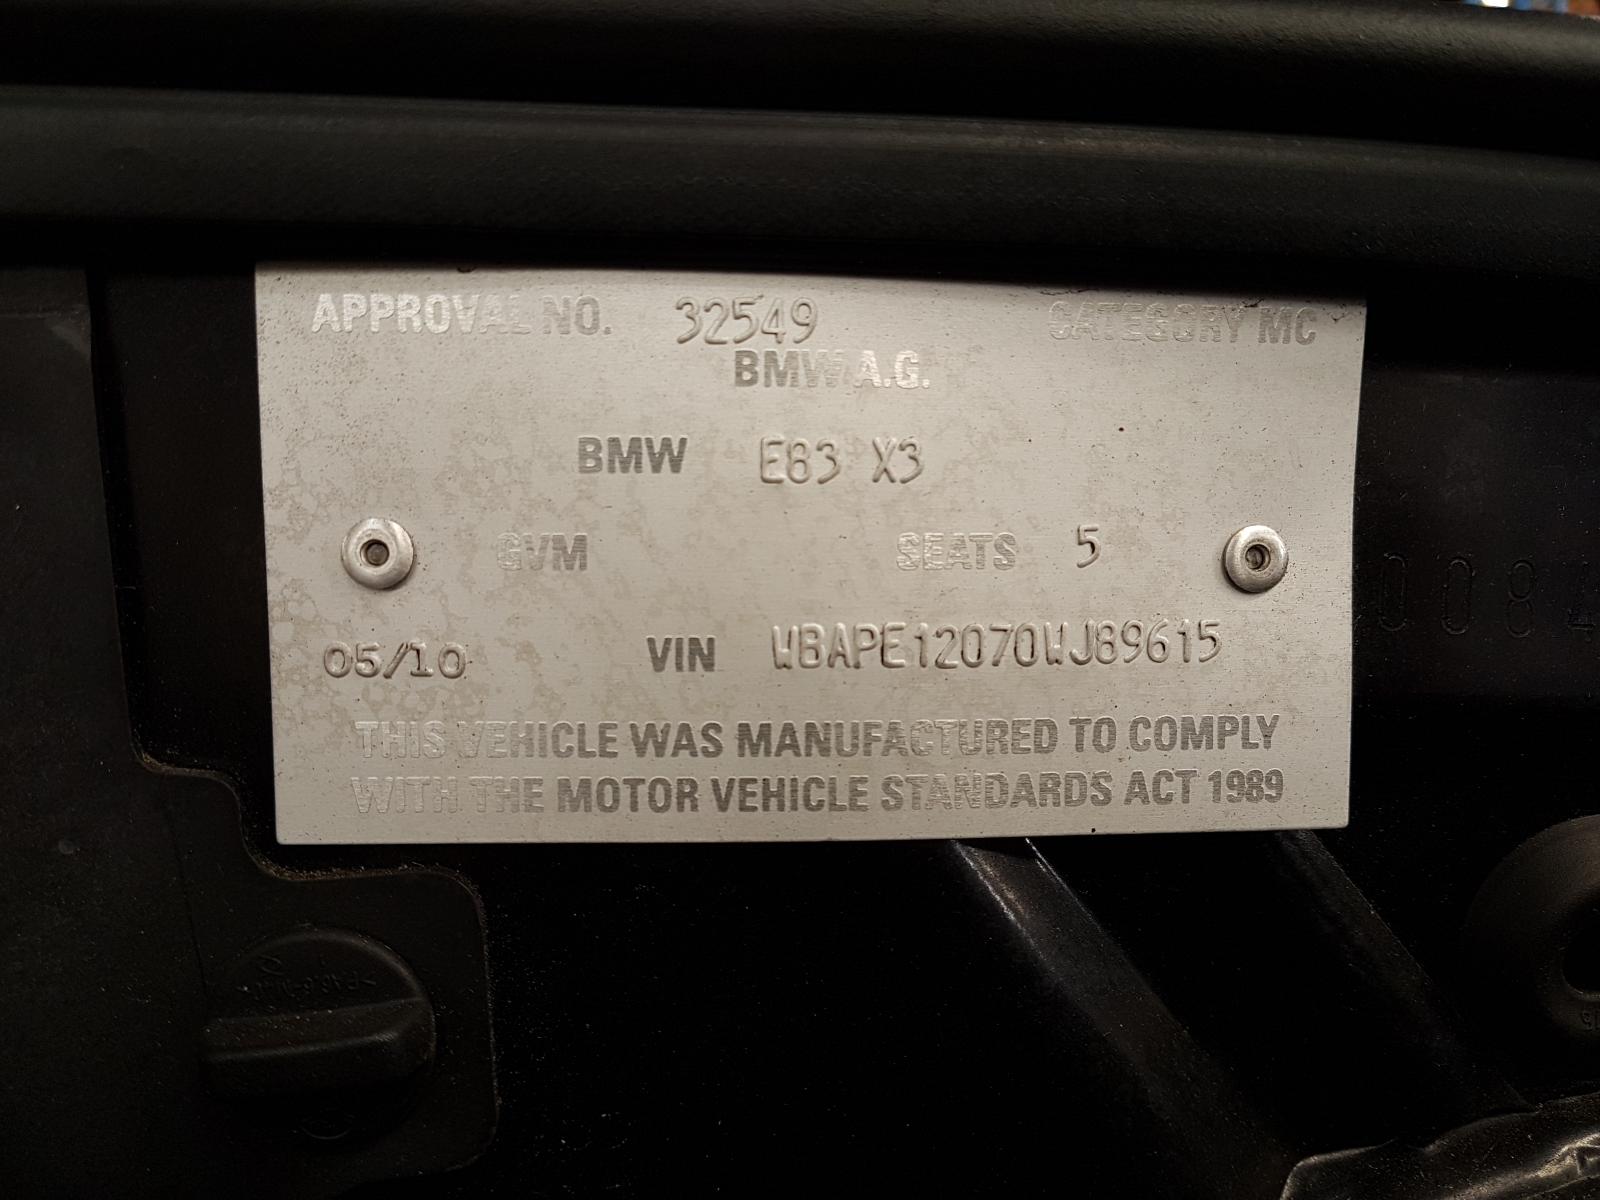 APPROVAL NO. 32549 CATEGORY MC
BMW A.G.
BMW E83 X3
GVM SEATS 5
05/10 VIN WBAPE12070WJ89615
THIS VEHICLE WAS MANUFACTURED TO COMPLY
WITH THE MOTOR VEHICLE STANDARDS ACT 1989